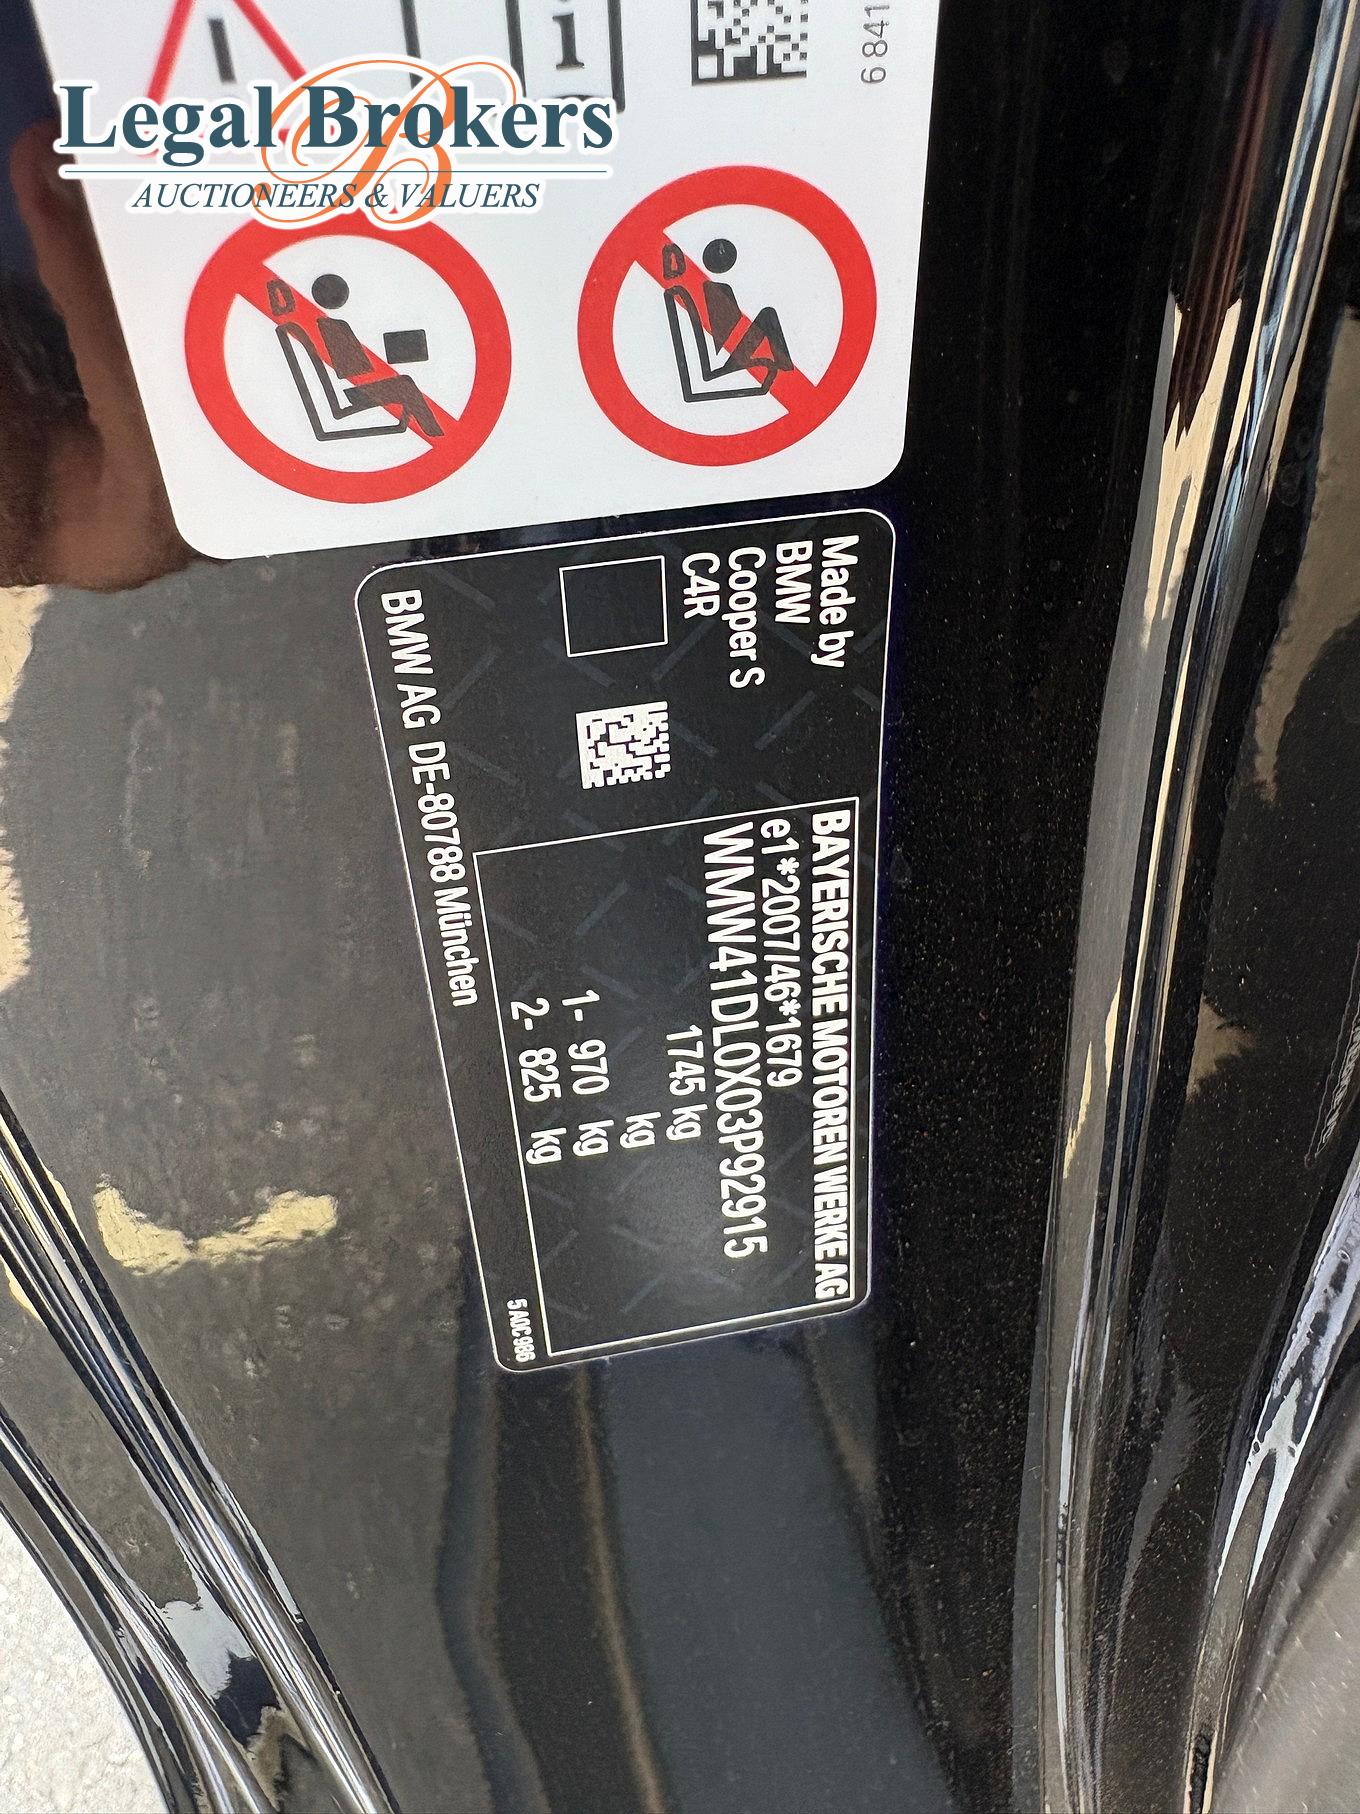 Legal Brokers
AUCTIONEERS & VALUERS
i
6 841
Made by
BMW
Cooper S
C4R
BAYERISCHE MOTOREN WERKE AG
e1*2007/46*1679
WMW41DL0X03P92915
1745 kg
kg
1- 970 kg
2- 825 kg
BMW AG DE-80788 München
5A0C986